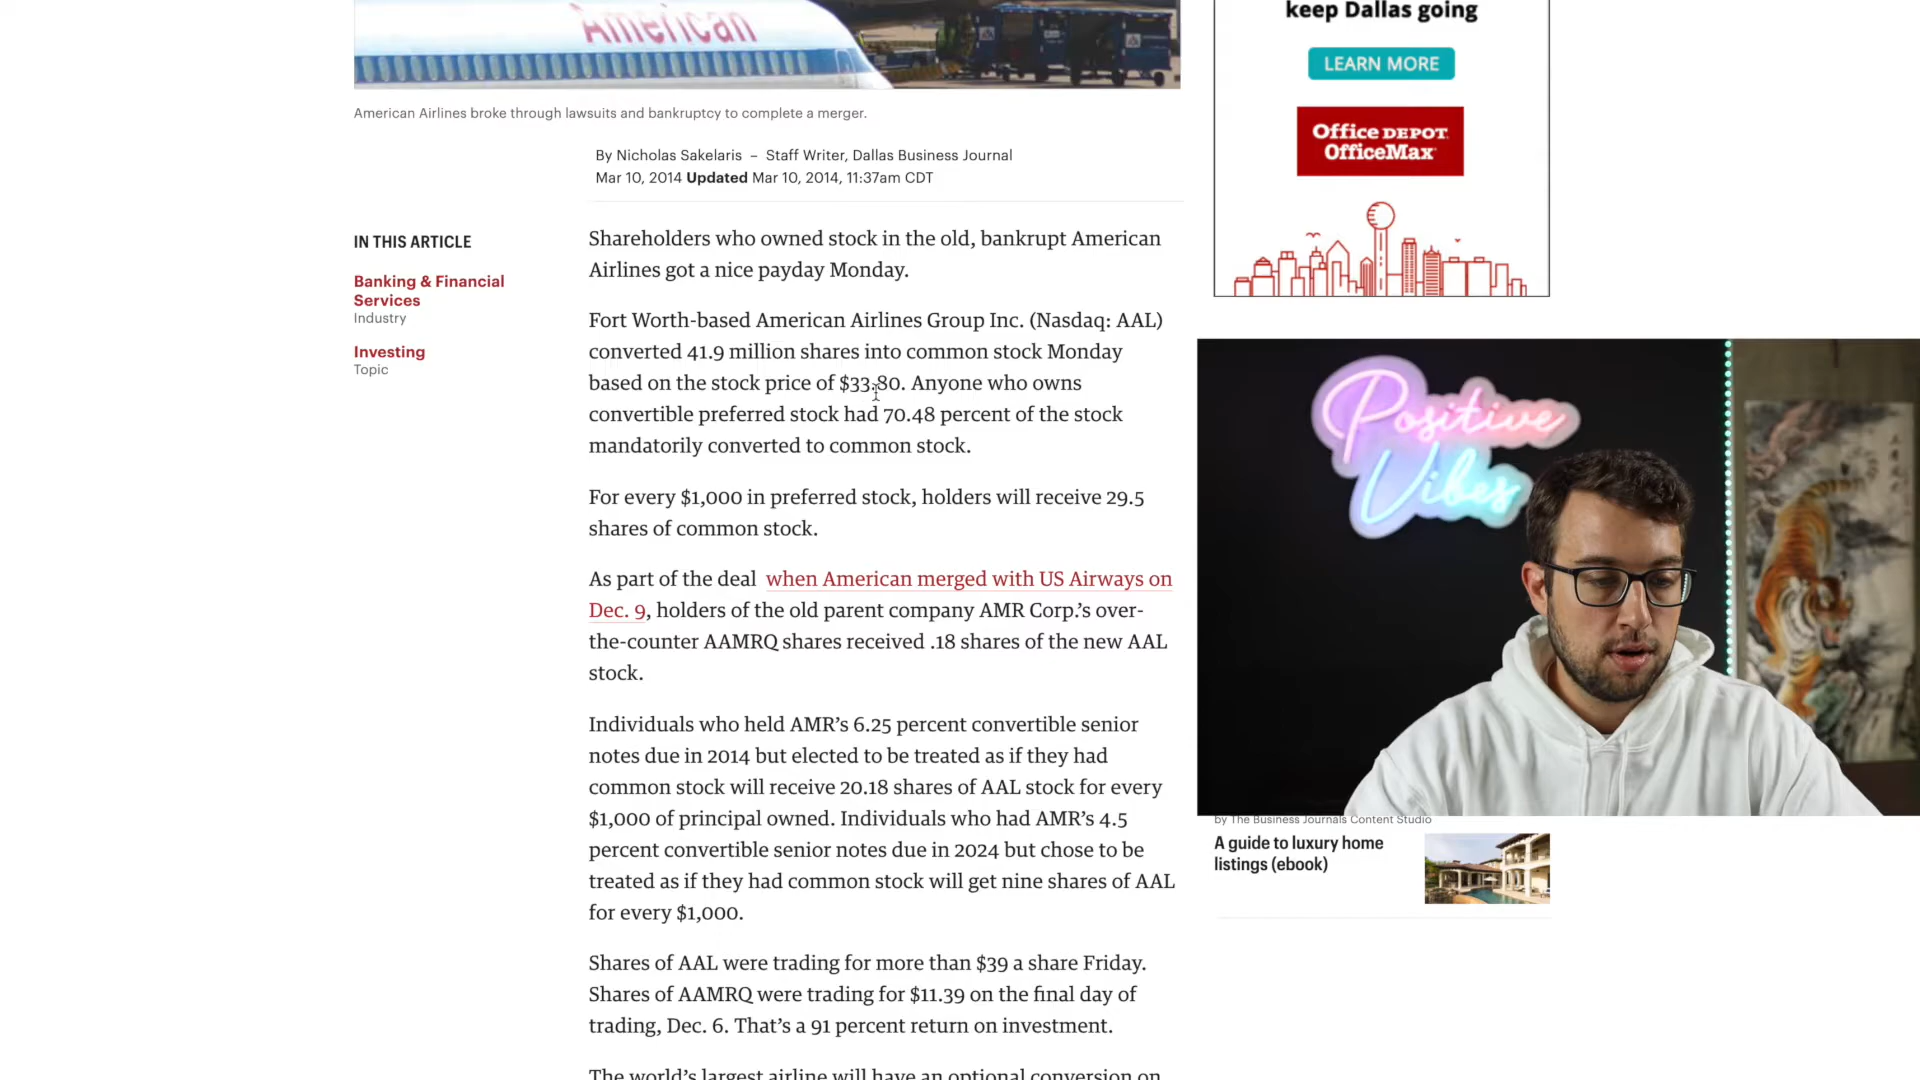 American
keep Dallas going
LEARN MORE
Office DEPOT
OfficeMax
American Airlines broke through lawsuits and bankruptcy to complete a merger.
By Nicholas Sakelaris – Staff Writer, Dallas Business Journal
Mar 10, 2014 Updated Mar 10, 2014, 11:37am CDT
IN THIS ARTICLE
Banking & Financial
Services
Industry
Investing
Topic
Shareholders who owned stock in the old, bankrupt American
Airlines got a nice payday Monday.
Fort Worth-based American Airlines Group Inc. (Nasdaq: AAL)
converted 41.9 million shares into common stock Monday
based on the stock price of $33.80. Anyone who owns
convertible preferred stock had 70.48 percent of the stock
mandatorily converted to common stock.
For every $1,000 in preferred stock, holders will receive 29.5
shares of common stock.
As part of the deal when American merged with US Airways on
Dec. 9, holders of the old parent company AMR Corp.’s over-
the-counter AAMRQ shares received .18 shares of the new AAL
stock.
Individuals who held AMR’s 6.25 percent convertible senior
notes due in 2014 but elected to be treated as if they had
common stock will receive 20.18 shares of AAL stock for every
$1,000 of principal owned. Individuals who had AMR’s 4.5
percent convertible senior notes due in 2024 but chose to be
treated as if they had common stock will get nine shares of AAL
for every $1,000.
Shares of AAL were trading for more than $39 a share Friday.
Shares of AAMRQ were trading for $11.39 on the final day of
trading, Dec. 6. That’s a 91 percent return on investment.
The world’s largest airline will have an optional conversion on
Positive
Vibes
by The Business Journals Content Studio
A guide to luxury home
listings (ebook)